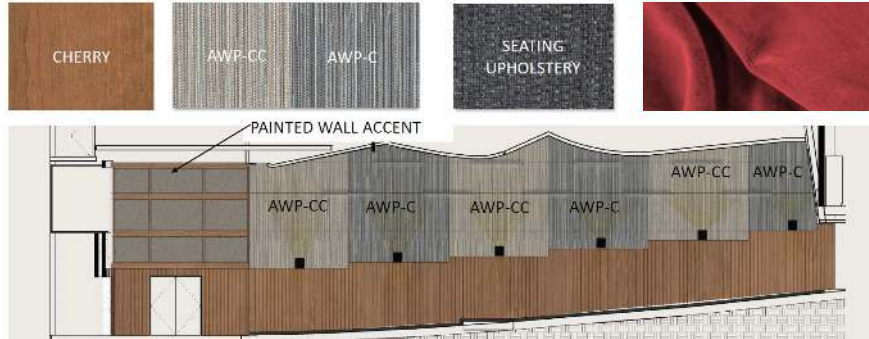 CHERRY
AWP-CC
AWP-C
SEATING
UPHOLSTERY
PAINTED WALL ACCENT
AWP-CC
AWP-C
AWP-CC
AWP-C
AWP-CC
AWP-C